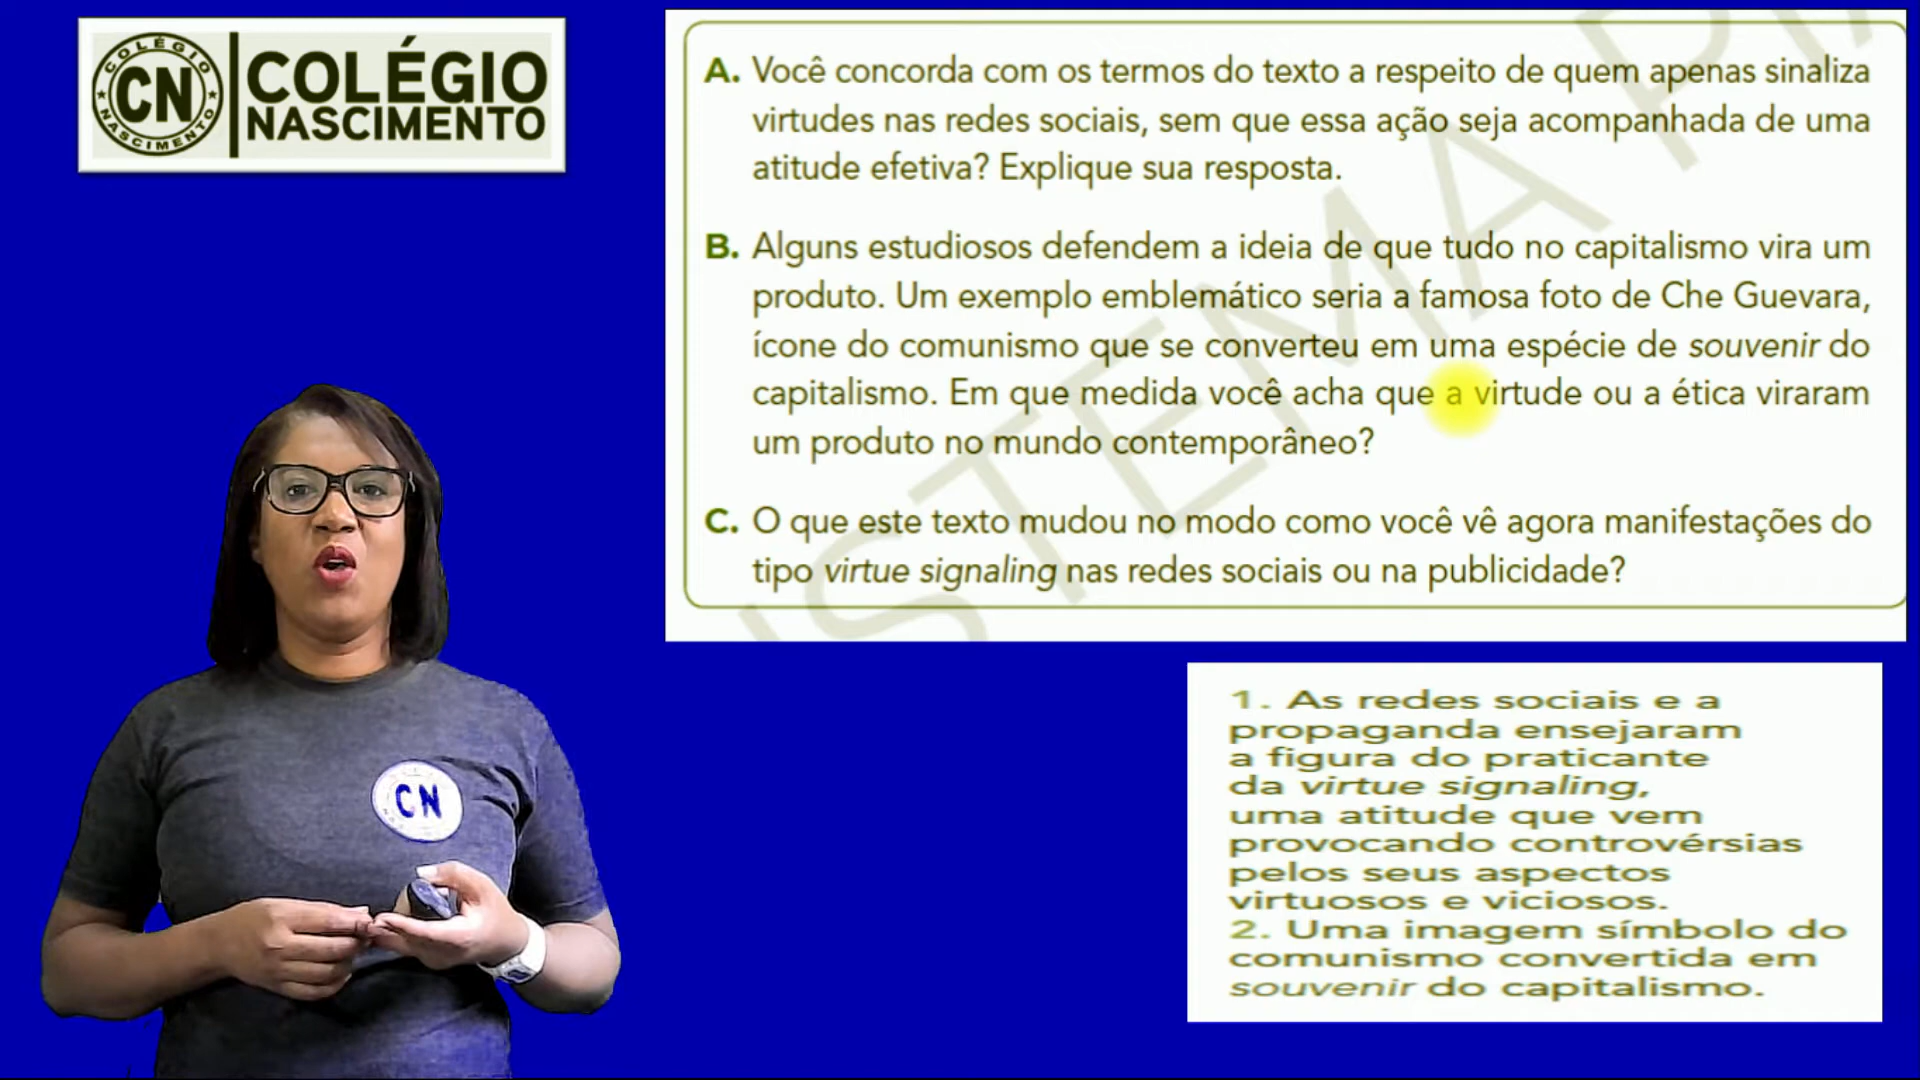 COLÉGIO
CN
NASCIMENTO
COLÉGIO
NASCIMENTO
A. Você concorda com os termos do texto a respeito de quem apenas sinaliza
virtudes nas redes sociais, sem que essa ação seja acompanhada de uma
atitude efetiva? Explique sua resposta.
B. Alguns estudiosos defendem a ideia de que tudo no capitalismo vira um
produto. Um exemplo emblemático seria a famosa foto de Che Guevara,
ícone do comunismo que se converteu em uma espécie de souvenir do
capitalismo. Em que medida você acha que a virtude ou a ética viraram
um produto no mundo contemporâneo?
C. O que este texto mudou no modo como você vê agora manifestações do
tipo virtue signaling nas redes sociais ou na publicidade?
1. As redes sociais e a
propaganda ensejaram
a figura do praticante
da virtue signaling,
uma atitude que vem
provocando controvérsias
pelos seus aspectos
virtuosos e viciosos.
2. Uma imagem símbolo do
comunismo convertida em
souvenir do capitalismo.
CN